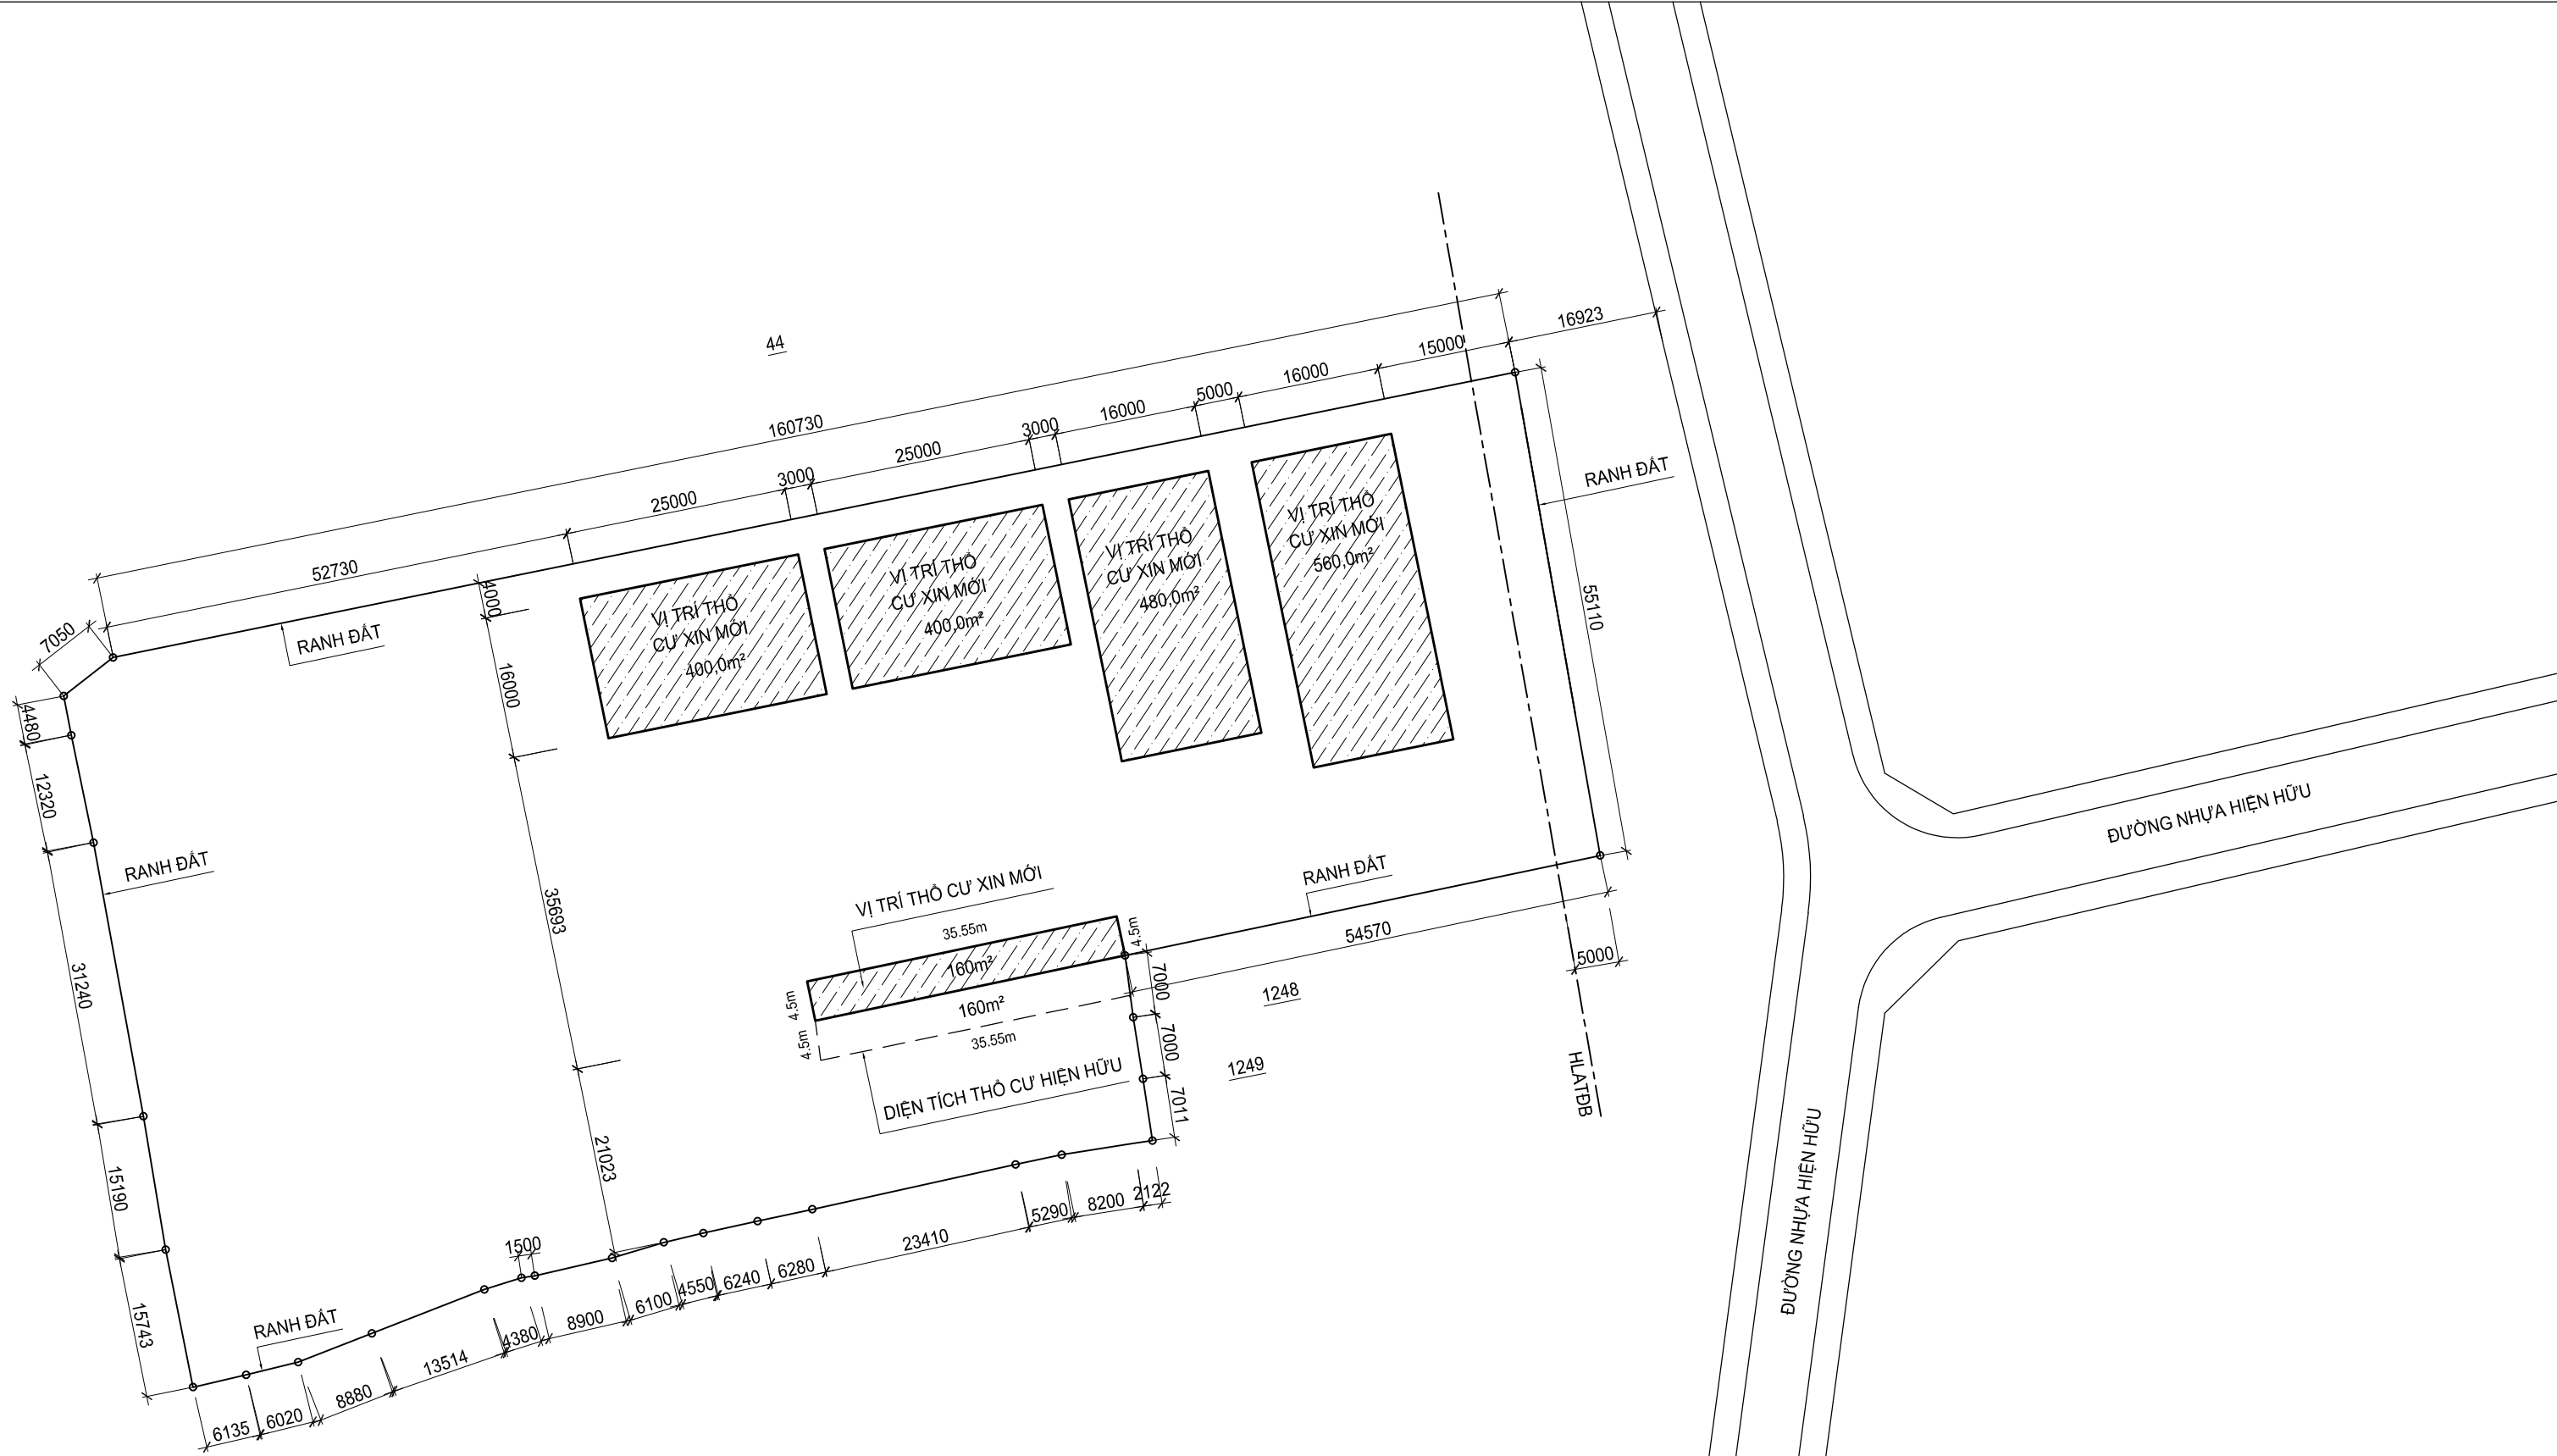 44
16923
15000
16000
5000
16000
160730
3000
25000
3000
25000
52730
RANH ĐẤT
VỊ TRÍ THỔ
CƯ XIN MỚI
560,0m²
VỊ TRÍ THỔ
CƯ XIN MỚI
480,0m²
VỊ TRÍ THỔ
CƯ XIN MỚI
400,0m²
VỊ TRÍ THỔ
CƯ XIN MỚI
400,0m²
4000
16000
55110
7050
RANH ĐẤT
4480
12320
RANH ĐẤT
31240
15190
15743
35693
21023
VỊ TRÍ THỔ CƯ XIN MỚI
35.55m
4.5m
160m²
160m²
4.5m
4.5m
35.55m
DIỆN TÍCH THỔ CƯ HIỆN HỮU
RANH ĐẤT
54570
5000
7000
7000
7011
1248
1249
HLATĐB
ĐƯỜNG NHỰA HIỆN HỮU
ĐƯỜNG NHỰA HIỆN HỮU
RANH ĐẤT
6135
6020
8880
13514
4380
1500
8900
6100
4550
6240
6280
23410
5290
8200
2122